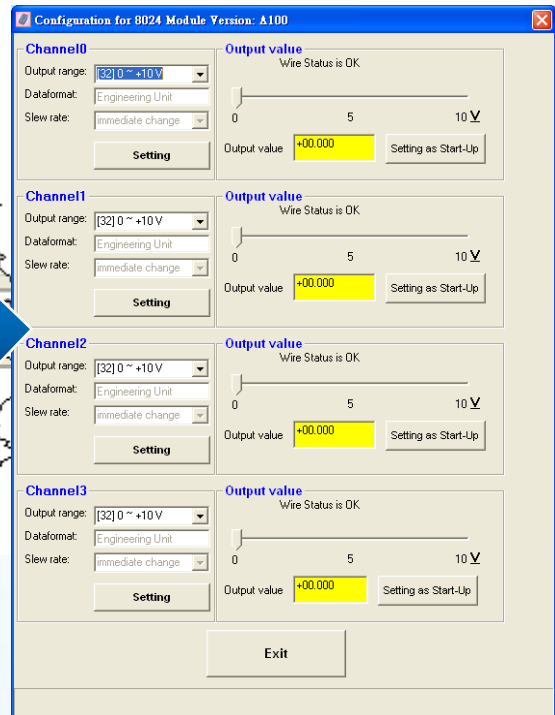 Configuration for 8024 Module Version: A100
Channel0
Output range: [32] 0 ~ +10 V
Dataformat: Engineering Unit
Slew rate: immediate change
Setting
Output value
Wire Status is OK
0 5 10 V
Output value +00.000 Setting as Start-Up
Channel1
Output range: [32] 0 ~ +10 V
Dataformat: Engineering Unit
Slew rate: immediate change
Setting
Output value
Wire Status is OK
0 5 10 V
Output value +00.000 Setting as Start-Up
Channel2
Output range: [32] 0 ~ +10 V
Dataformat: Engineering Unit
Slew rate: immediate change
Setting
Output value
Wire Status is OK
0 5 10 V
Output value +00.000 Setting as Start-Up
Channel3
Output range: [32] 0 ~ +10 V
Dataformat: Engineering Unit
Slew rate: immediate change
Setting
Output value
Wire Status is OK
0 5 10 V
Output value +00.000 Setting as Start-Up
Exit